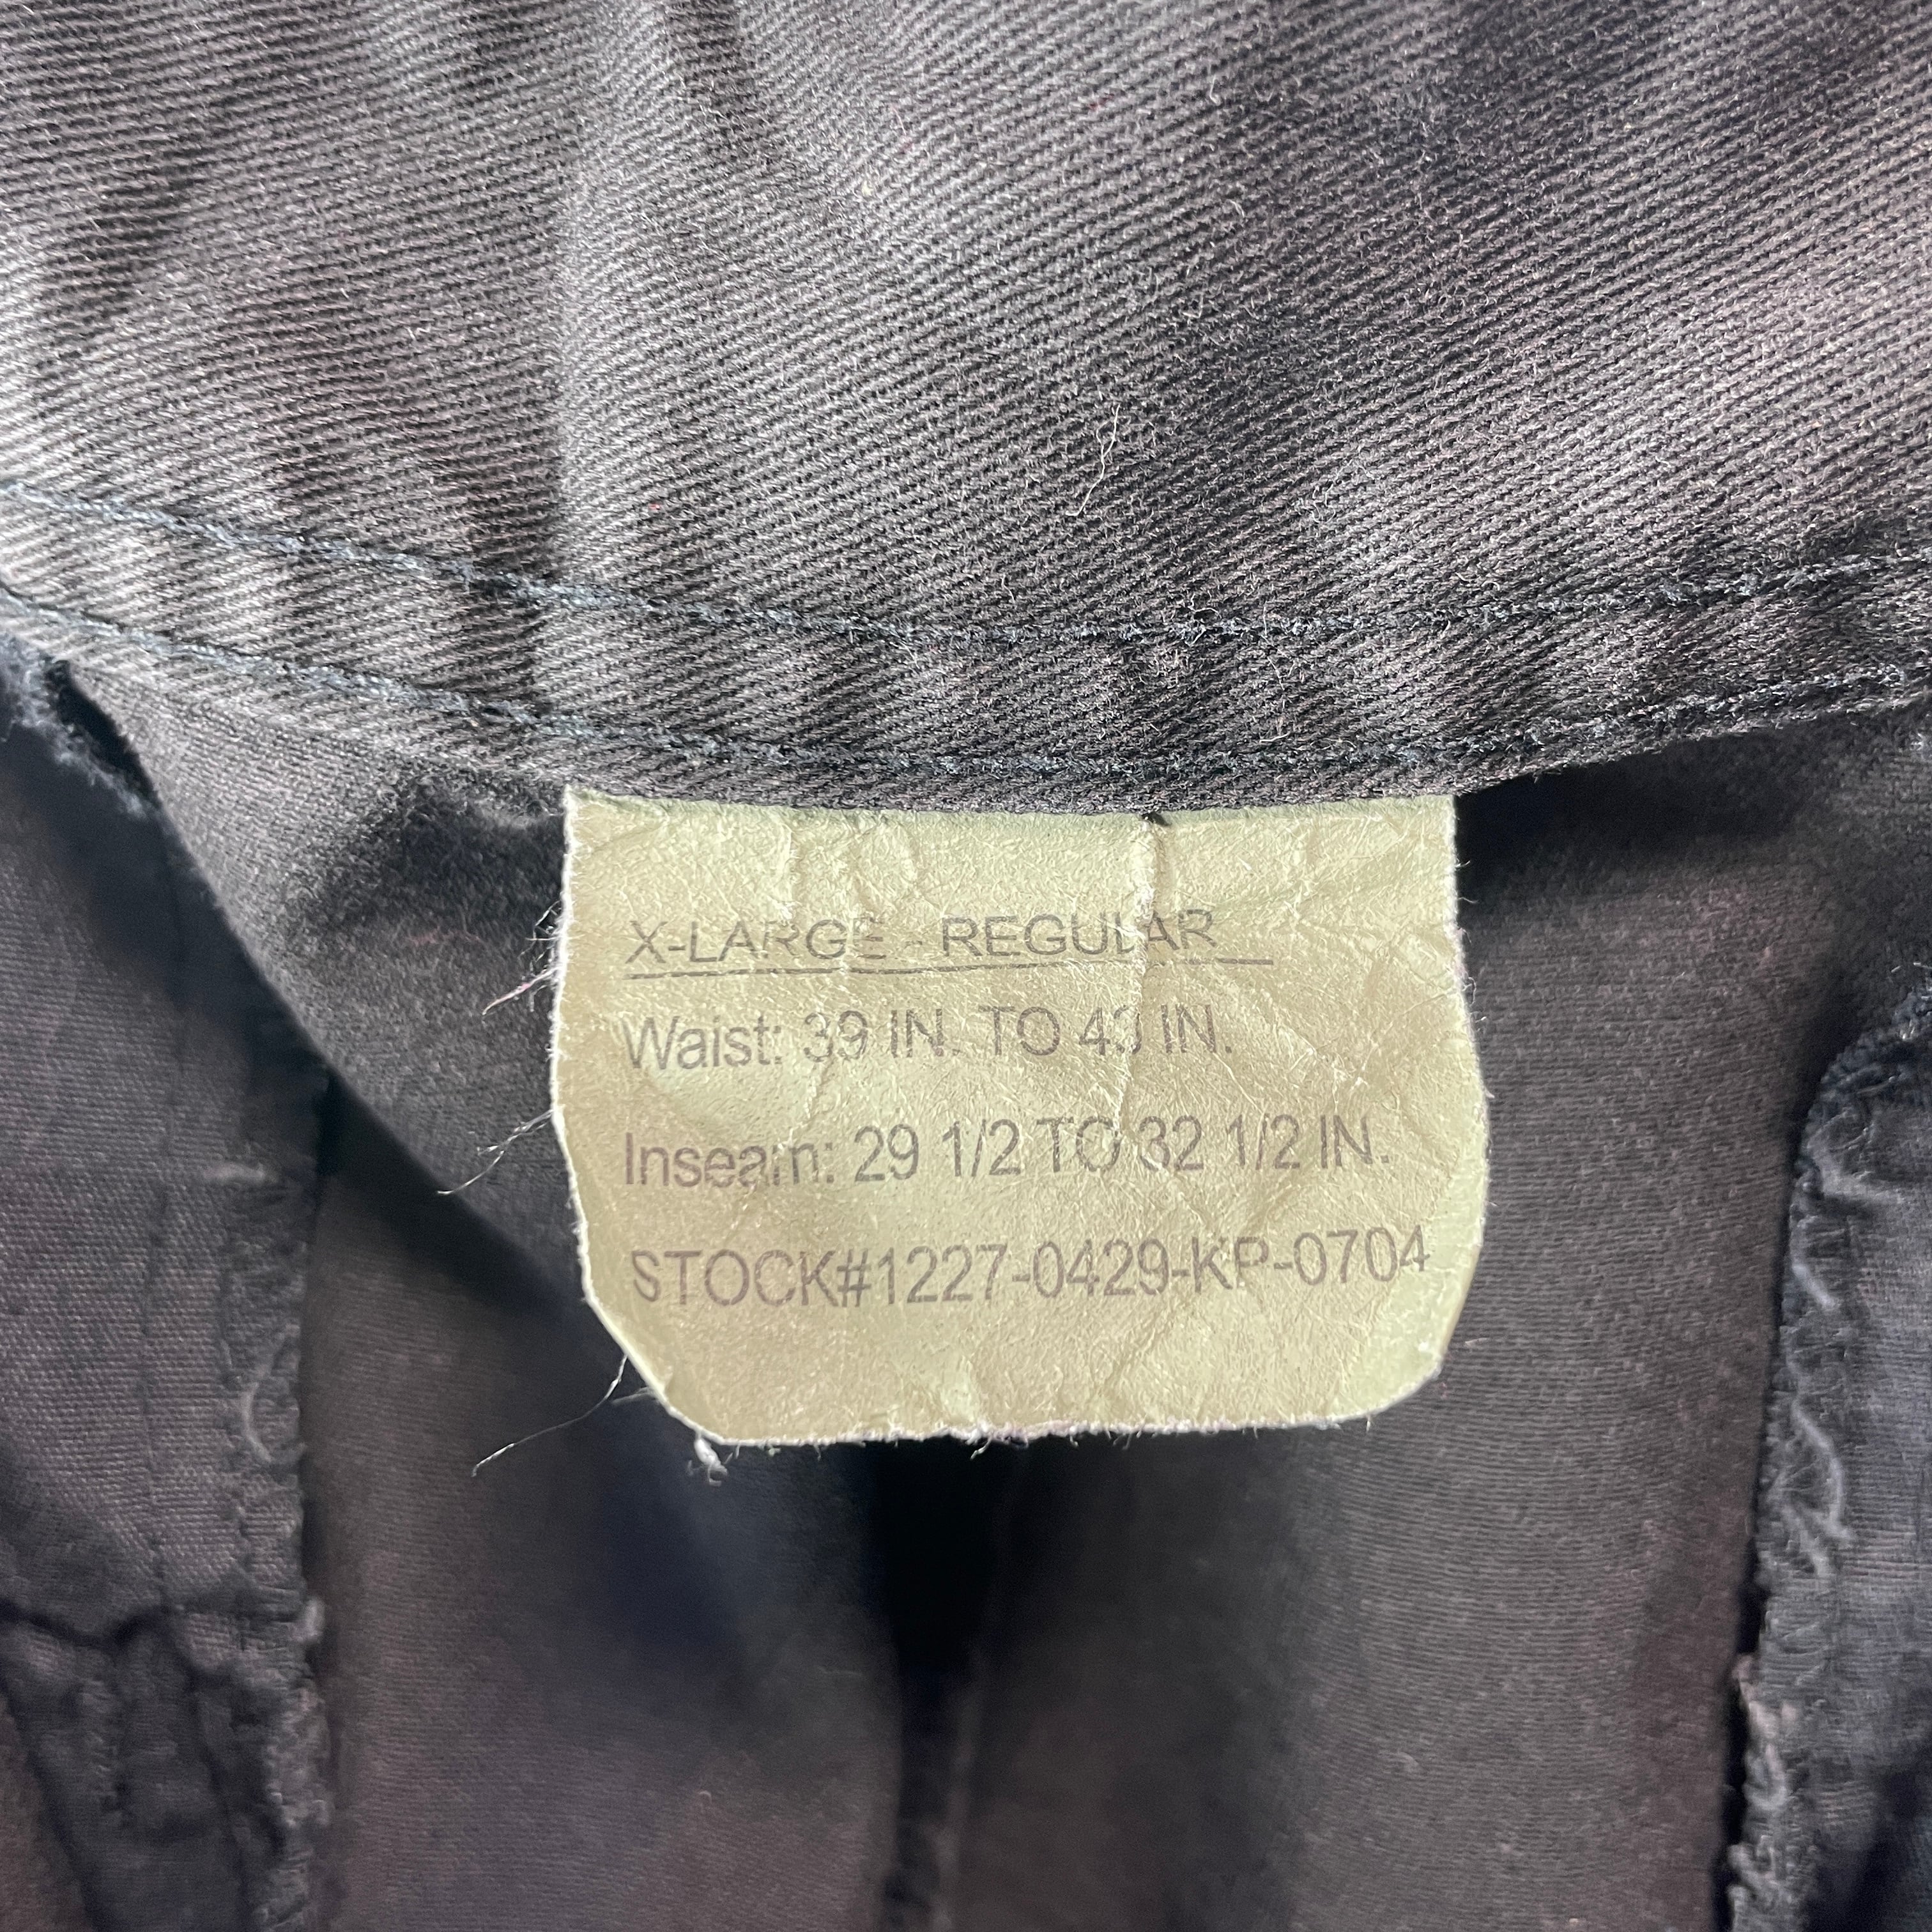 X-LARGE - REGULAR
Waist: 39 IN. TO 43 IN.
Inseam: 29 1/2 TO 32 1/2 IN.
STOCK#1227-0429-KP-0704